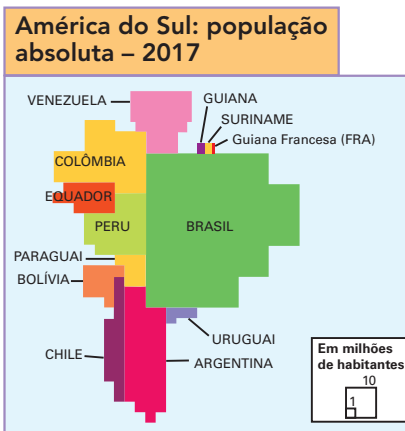 América do Sul: população
absoluta – 2017
VENEZUELA
GUIANA
SURINAME
Guiana Francesa (FRA)
COLÔMBIA
EQUADOR
PERU
BRASIL
PARAGUAI
BOLÍVIA
CHILE
URUGUAI
ARGENTINA
Em milhões
de habitantes
10
1